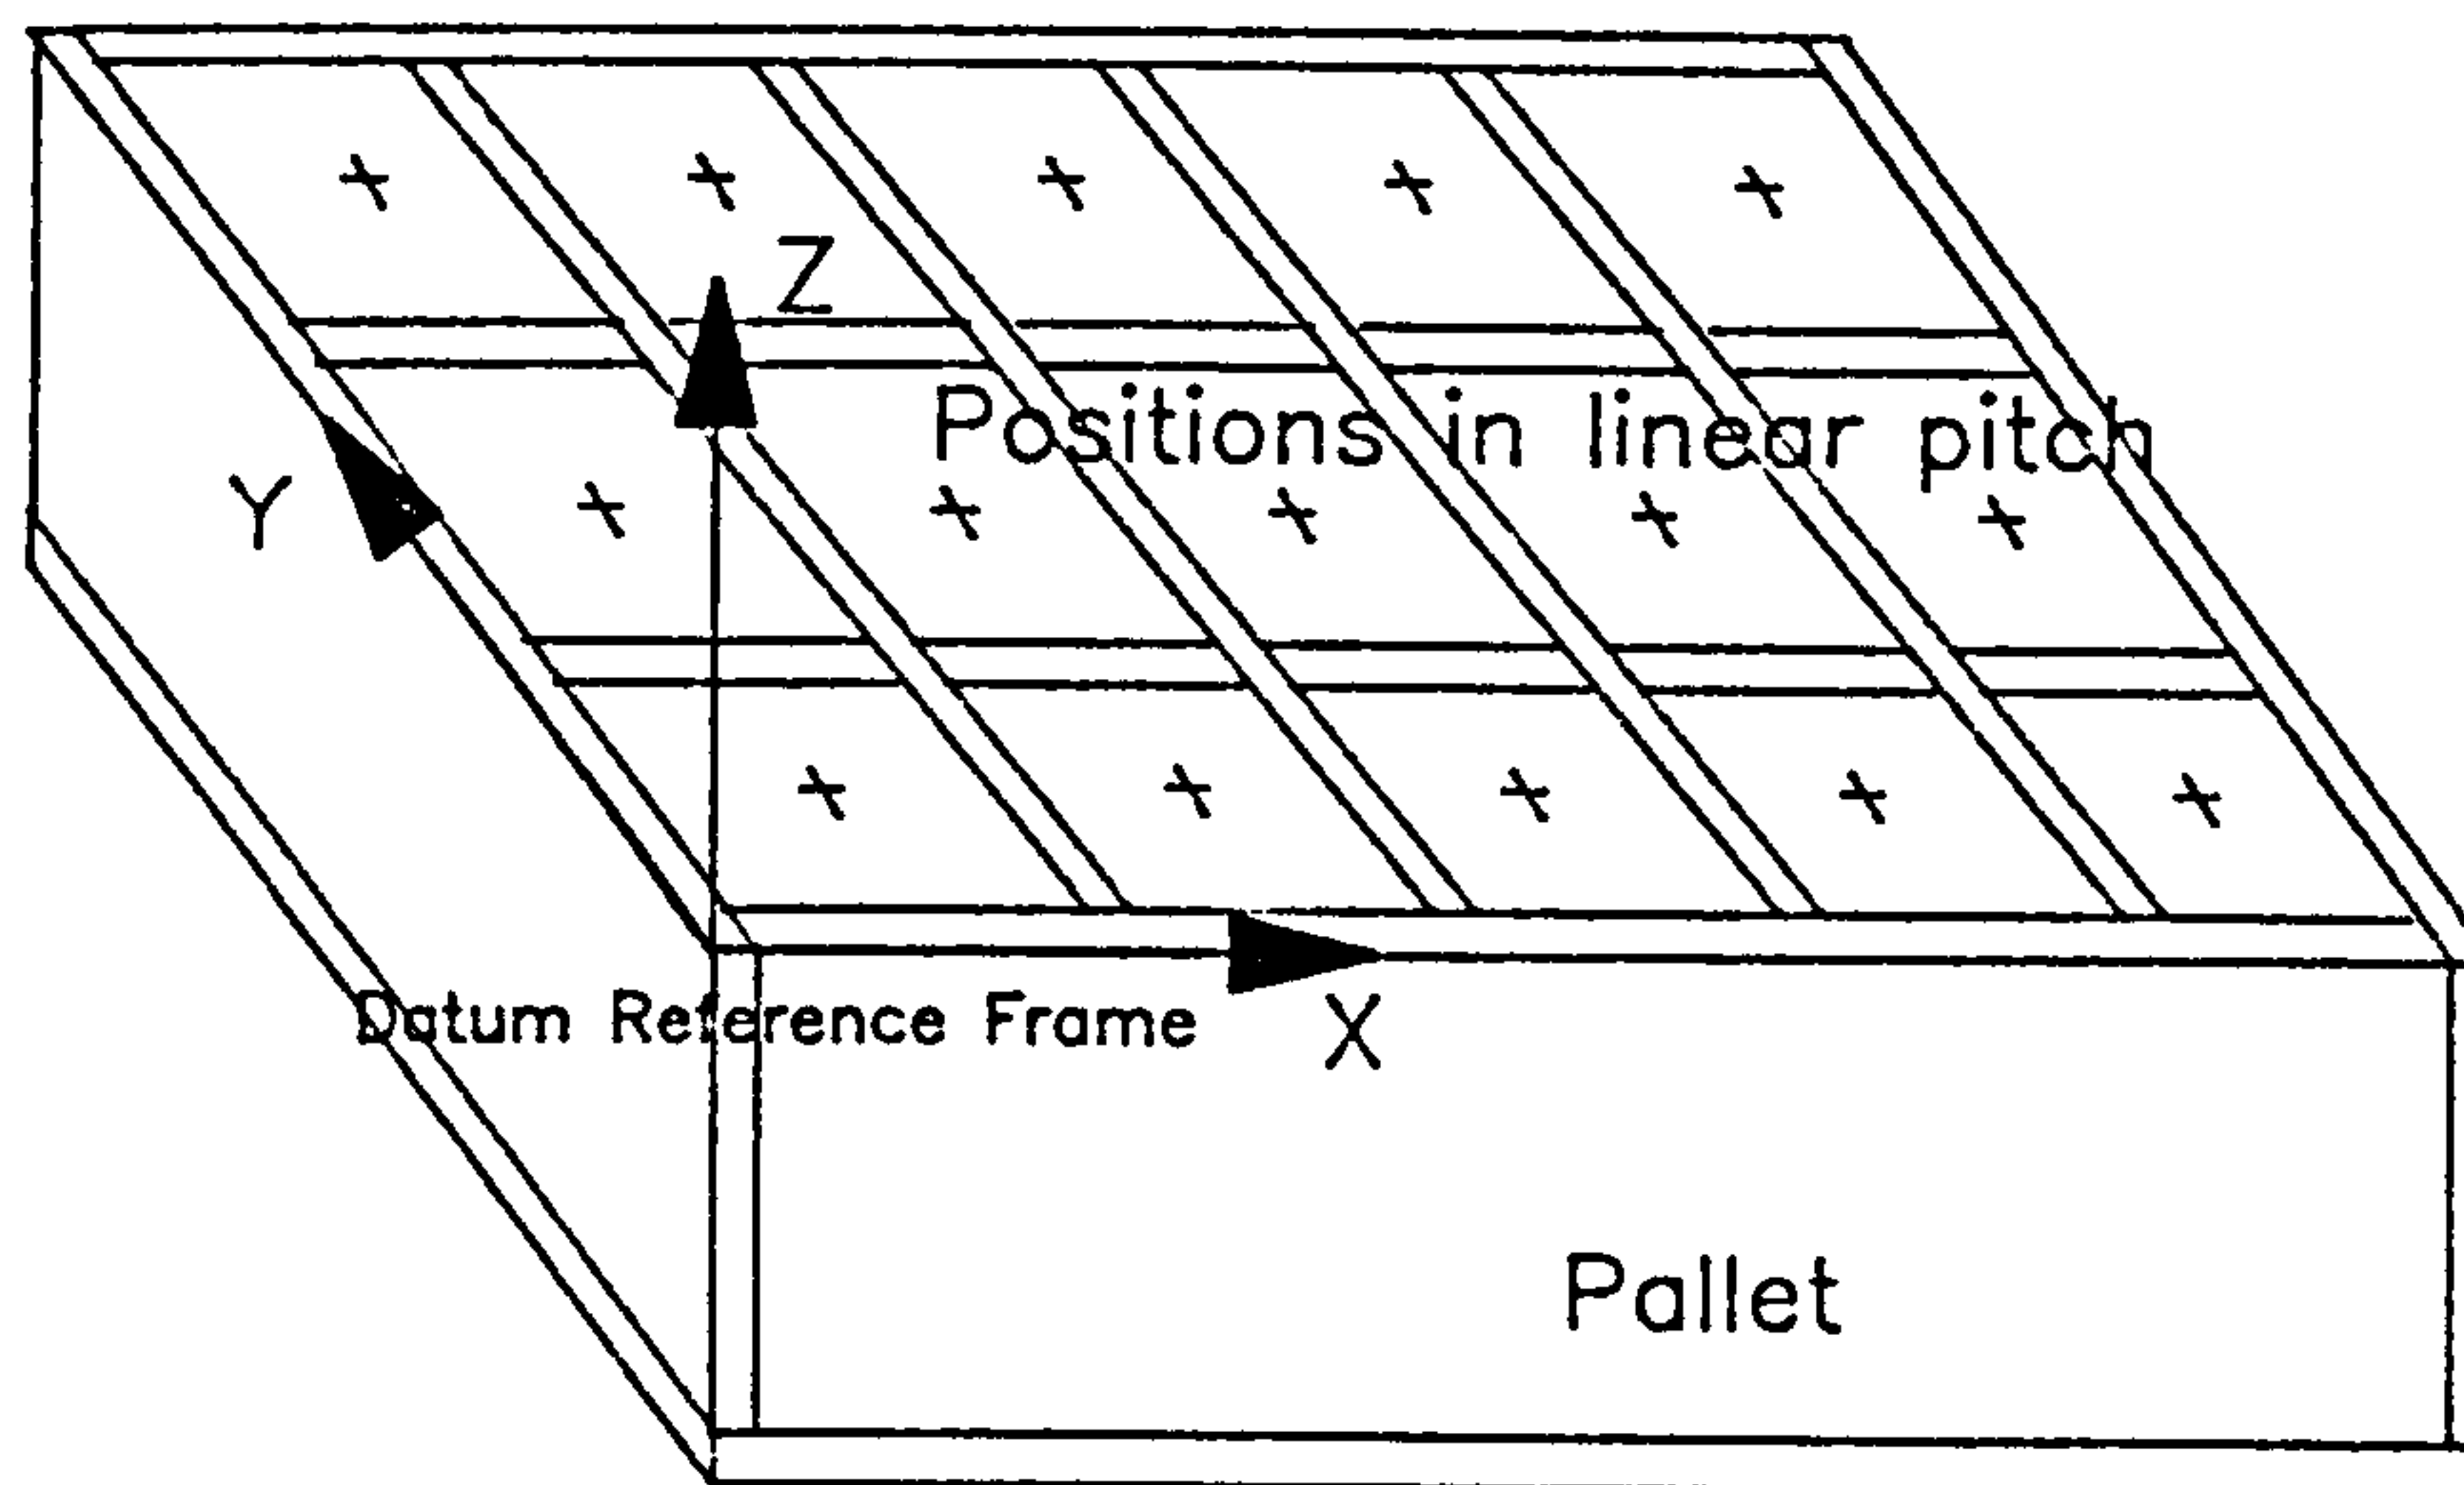 Z
Positions in linear pitch
Y
Datum Reference Frame
X
Pallet